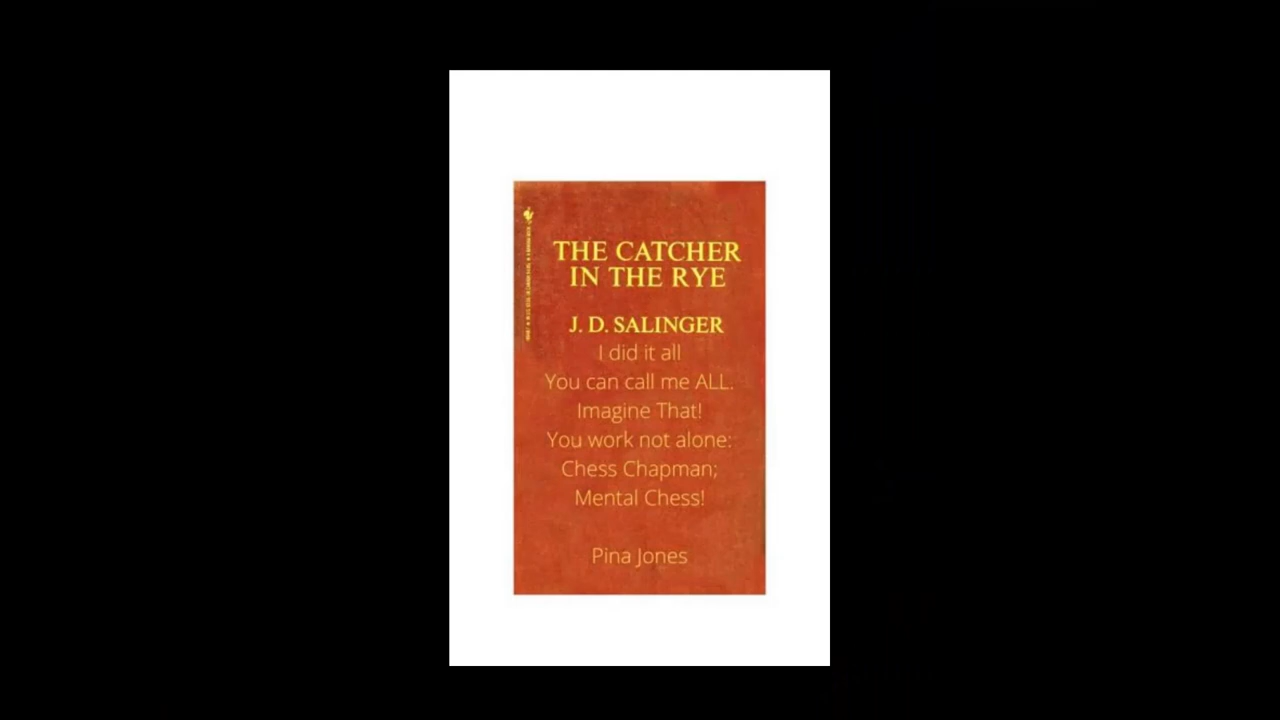 THE CATCHER
IN THE RYE
J. D. SALINGER
I did it all
You can call me ALL.
Imagine That!
You work not alone:
Chess Chapman;
Mental Chess!
Pina Jones